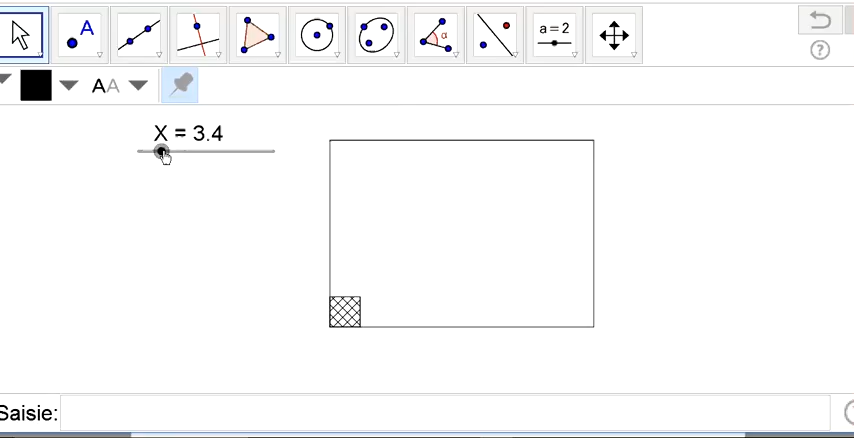 A
α
a=2
?
AA
X = 3.4
Saisie: